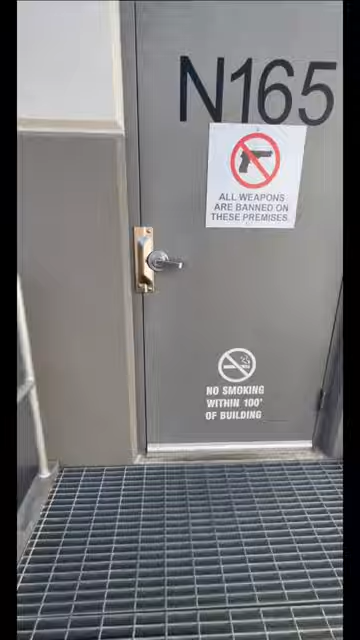 N165
ALL WEAPONS
ARE BANNED ON
THESE PREMISES.
NO SMOKING
WITHIN 100'
OF BUILDING